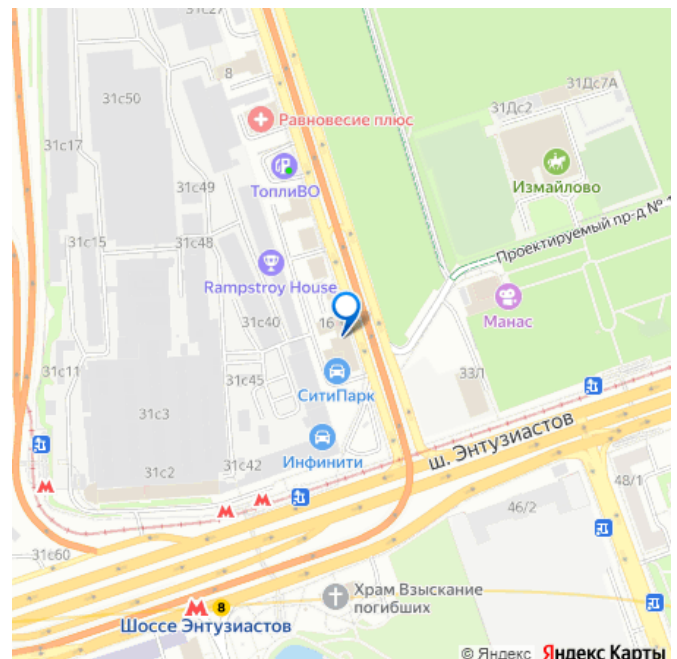 31с27
8
31с50
31Дс7А
31Дс2
Равновесие плюс
31с17
ТоплиВО
31с49
Измайлово
31с15
31с48
Проектируемый пр-д №
Rampstroy House
Манас
31с40
16
31с11
31с45
33Л
СитиПарк
31с3
ш. Энтузиастов
Инфинити
31с2
31с42
48/1
46/2
31с60
Храм Взыскание
погибших
8
Шоссе Энтузиастов
© Яндекс Яндекс Карты